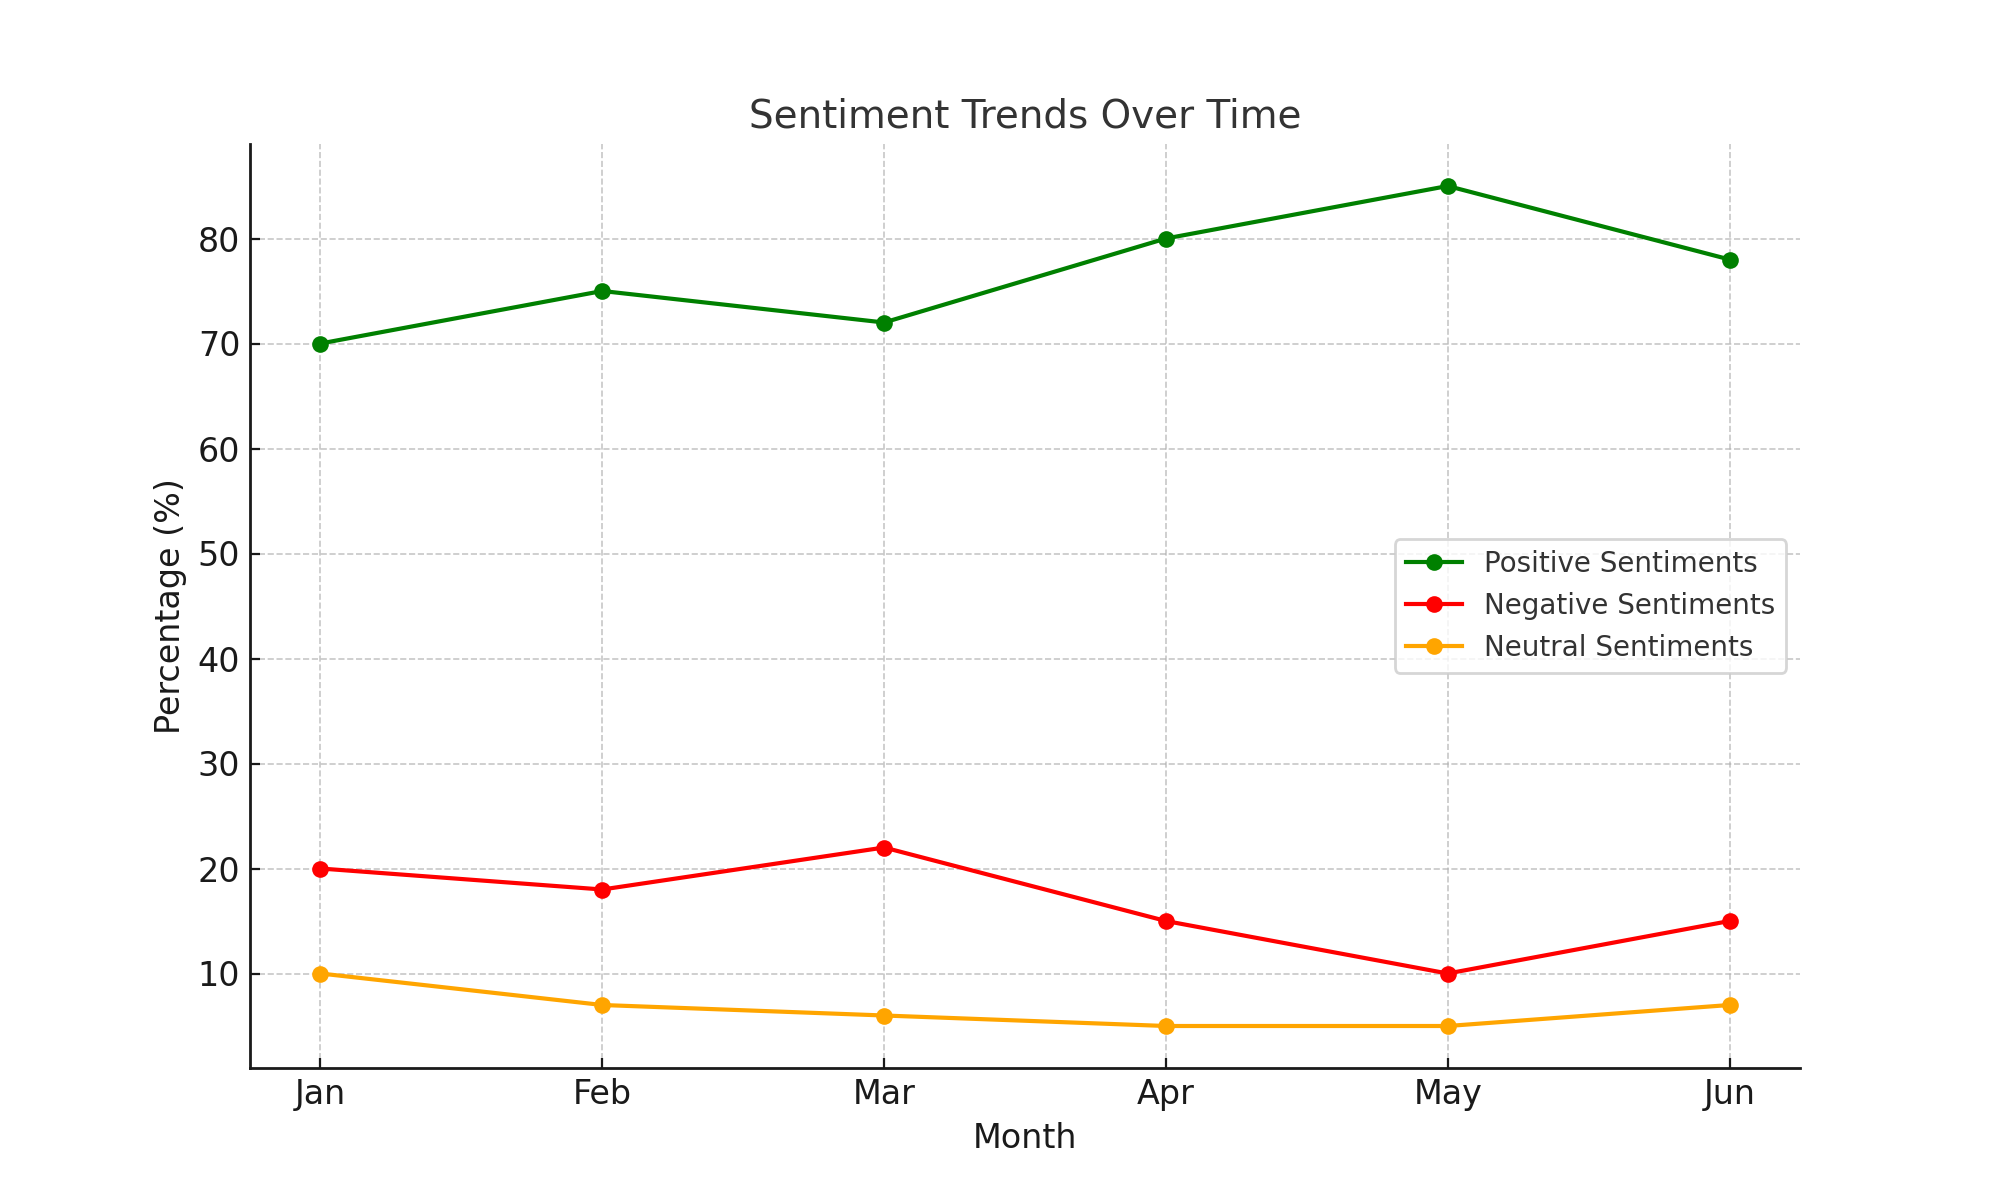 Sentiment Trends Over Time
Percentage (%)
80
70
60
50
40
30
20
10
Positive Sentiments
Negative Sentiments
Neutral Sentiments
Jan Feb Mar Apr May Jun
Month